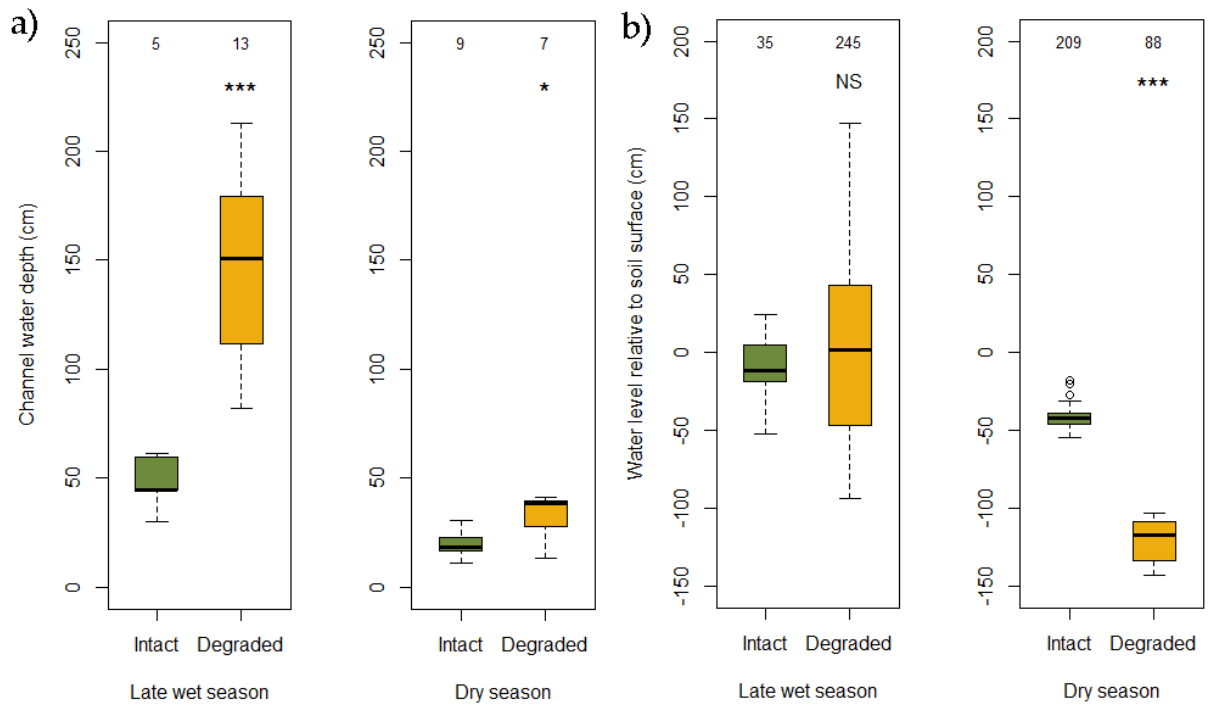 a)
Channel water depth (cm)
250
200
150
100
50
0
5 13
***
Intact Degraded
Late wet season
250
200
150
100
50
0
9 7
*
Intact Degraded
Dry season
b)
Water level relative to soil surface (cm)
200
150
100
50
0
-50
-100
-150
35 245
NS
Intact Degraded
Late wet season
200
150
100
50
0
-50
-100
-150
209 88
***
Intact Degraded
Dry season